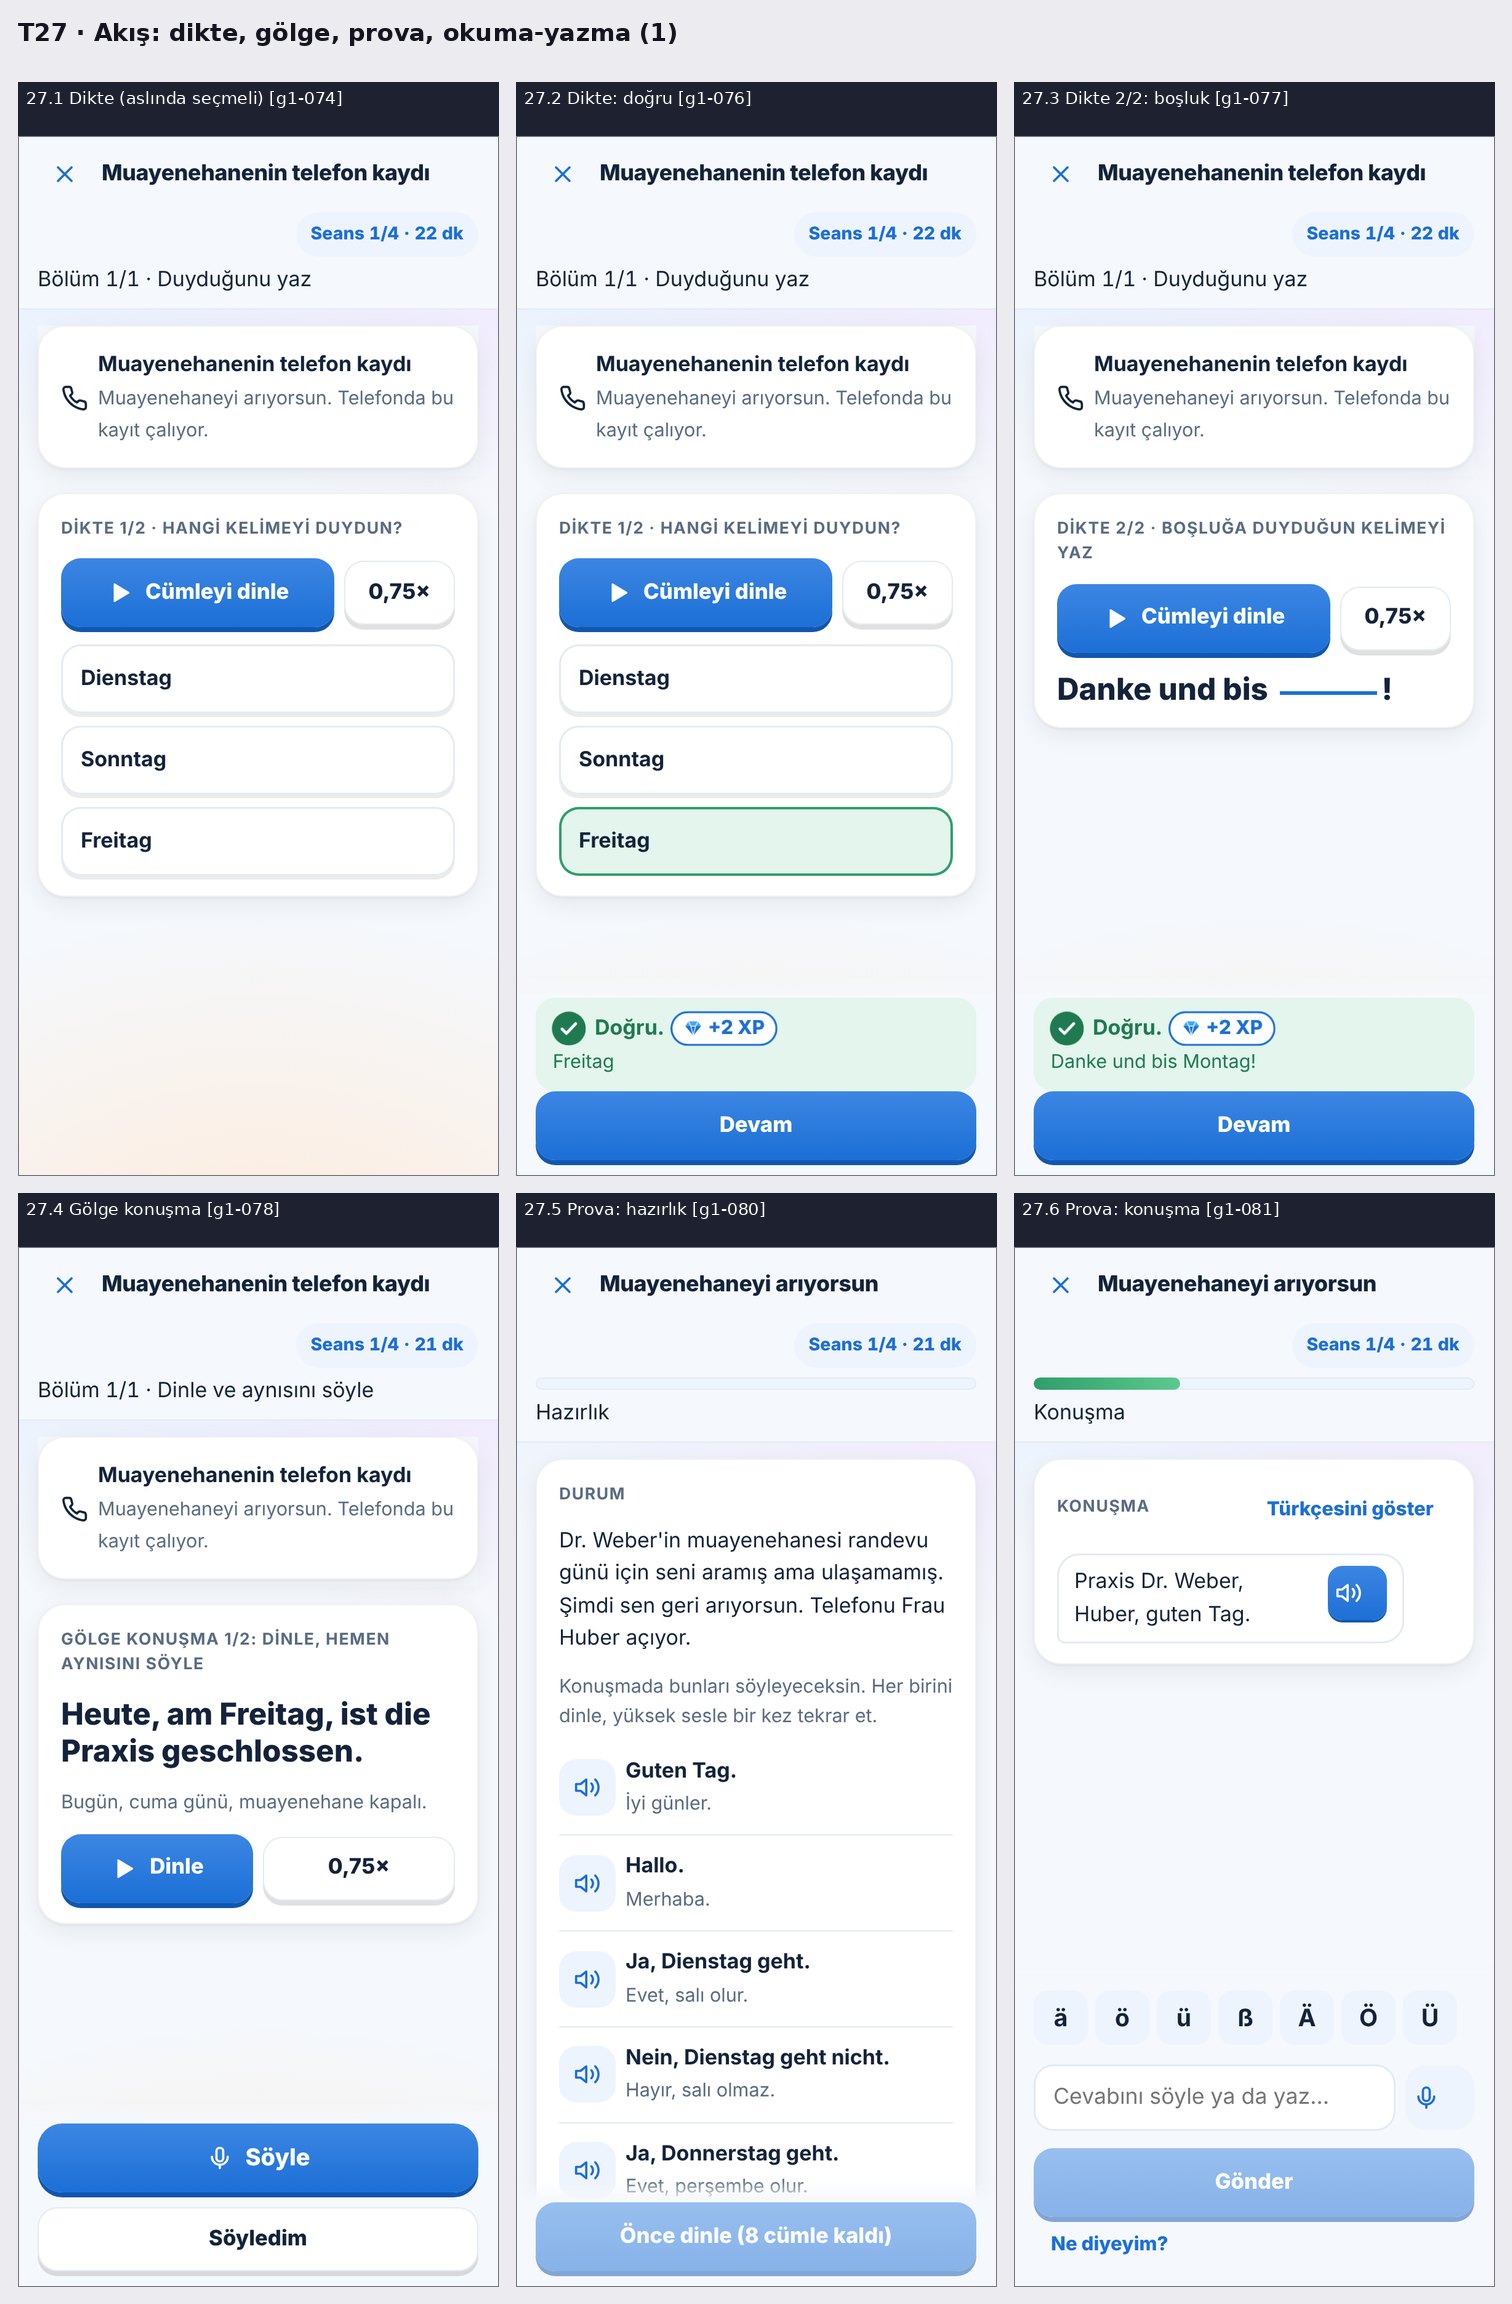 T27 · Akış: dikte, gölge, prova, okuma-yazma (1)
27.1 Dikte (aslında seçmeli) [g1-074]
Muayenehanenin telefon kaydı
Seans 1/4 · 22 dk
Bölüm 1/1 · Duyduğunu yaz
Muayenehanenin telefon kaydı
Muayenehaneyi arıyorsun. Telefonda bu
kayıt çalıyor.
DİKTE 1/2 · HANGİ KELİMEYİ DUYDUN?
Cümleyi dinle
0,75×
Dienstag
Sonntag
Freitag
27.2 Dikte: doğru [g1-076]
Muayenehanenin telefon kaydı
Seans 1/4 · 22 dk
Bölüm 1/1 · Duyduğunu yaz
Muayenehanenin telefon kaydı
Muayenehaneyi arıyorsun. Telefonda bu
kayıt çalıyor.
DİKTE 1/2 · HANGİ KELİMEYİ DUYDUN?
Cümleyi dinle
0,75×
Dienstag
Sonntag
Freitag
Doğru. +2 XP
Freitag
Devam
27.3 Dikte 2/2: boşluk [g1-077]
Muayenehanenin telefon kaydı
Seans 1/4 · 22 dk
Bölüm 1/1 · Duyduğunu yaz
Muayenehanenin telefon kaydı
Muayenehaneyi arıyorsun. Telefonda bu
kayıt çalıyor.
DİKTE 2/2 · BOŞLUĞA DUYDUĞUN KELİMEYİ
YAZ
Cümleyi dinle
0,75×
Danke und bis ______!
Doğru. +2 XP
Danke und bis Montag!
Devam
27.4 Gölge konuşma [g1-078]
Muayenehanenin telefon kaydı
Seans 1/4 · 21 dk
Bölüm 1/1 · Dinle ve aynısını söyle
Muayenehanenin telefon kaydı
Muayenehaneyi arıyorsun. Telefonda bu
kayıt çalıyor.
GÖLGE KONUŞMA 1/2: DİNLE, HEMEN
AYNISINI SÖYLE
Heute, am Freitag, ist die
Praxis geschlossen.
Bugün, cuma günü, muayenehane kapalı.
Dinle
0,75×
Söyle
Söyledim
27.5 Prova: hazırlık [g1-080]
Muayenehaneyi arıyorsun
Seans 1/4 · 21 dk
Hazırlık
DURUM
Dr. Weber'in muayenehanesi randevu
günü için seni aramış ama ulaşamamış.
Şimdi sen geri arıyorsun. Telefonu Frau
Huber açıyor.
Konuşmada bunları söyleyeceksin. Her birini
dinle, yüksek sesle bir kez tekrar et.
Guten Tag.
İyi günler.
Hallo.
Merhaba.
Ja, Dienstag geht.
Evet, salı olur.
Nein, Dienstag geht nicht.
Hayır, salı olmaz.
Ja, Donnerstag geht.
Evet, perşembe olur.
Önce dinle (8 cümle kaldı)
27.6 Prova: konuşma [g1-081]
Muayenehaneyi arıyorsun
Seans 1/4 · 21 dk
Konuşma
KONUŞMA
Türkçesini göster
Praxis Dr. Weber,
Huber, guten Tag.
ä ö ü ß Ä Ö Ü
Cevabını söyle ya da yaz...
Gönder
Ne diyeyim?